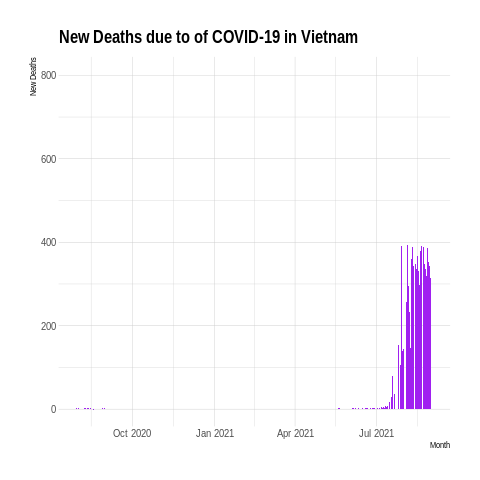 New Deaths due to of COVID-19 in Vietnam
New Deaths
800
600
400
200
0
Oct 2020
Jan 2021
Apr 2021
Jul 2021
Month